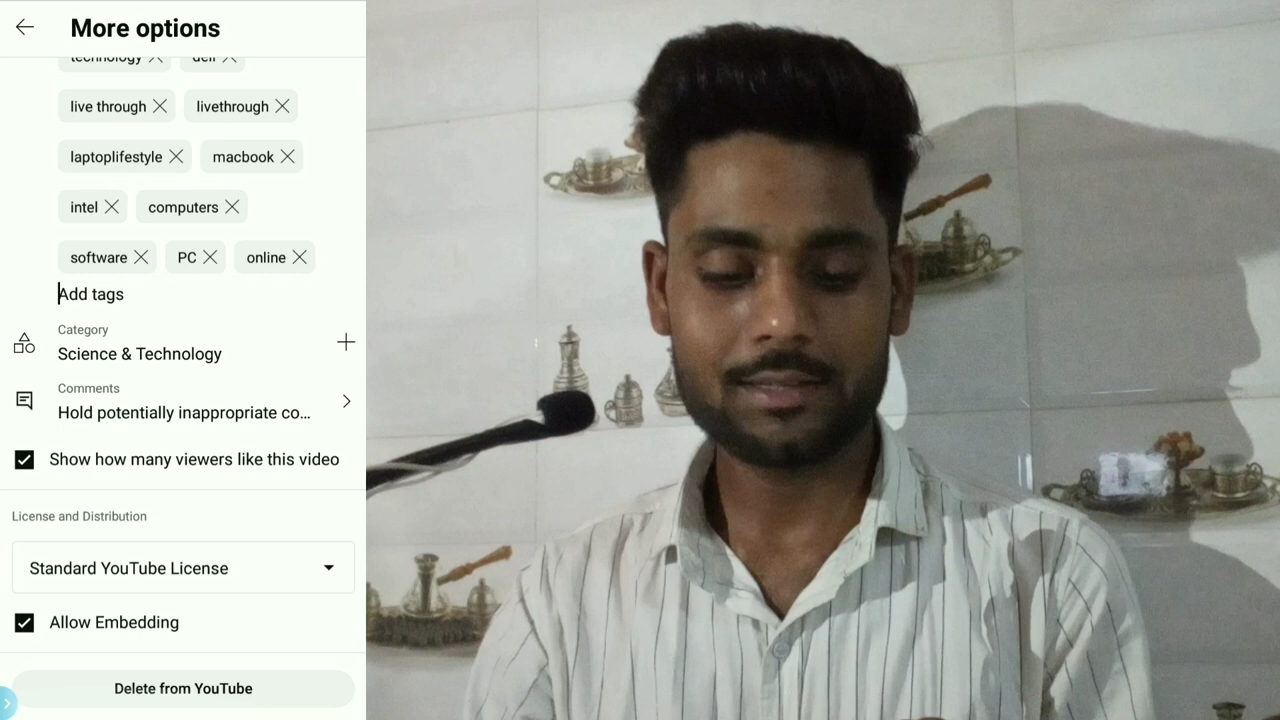 More options
technology dell
live through livethrough
laptoplifestyle macbook
intel computers
software PC online
Add tags
Category
Science & Technology
Comments
Hold potentially inappropriate co...
Show how many viewers like this video
License and Distribution
Standard YouTube License
Allow Embedding
Delete from YouTube